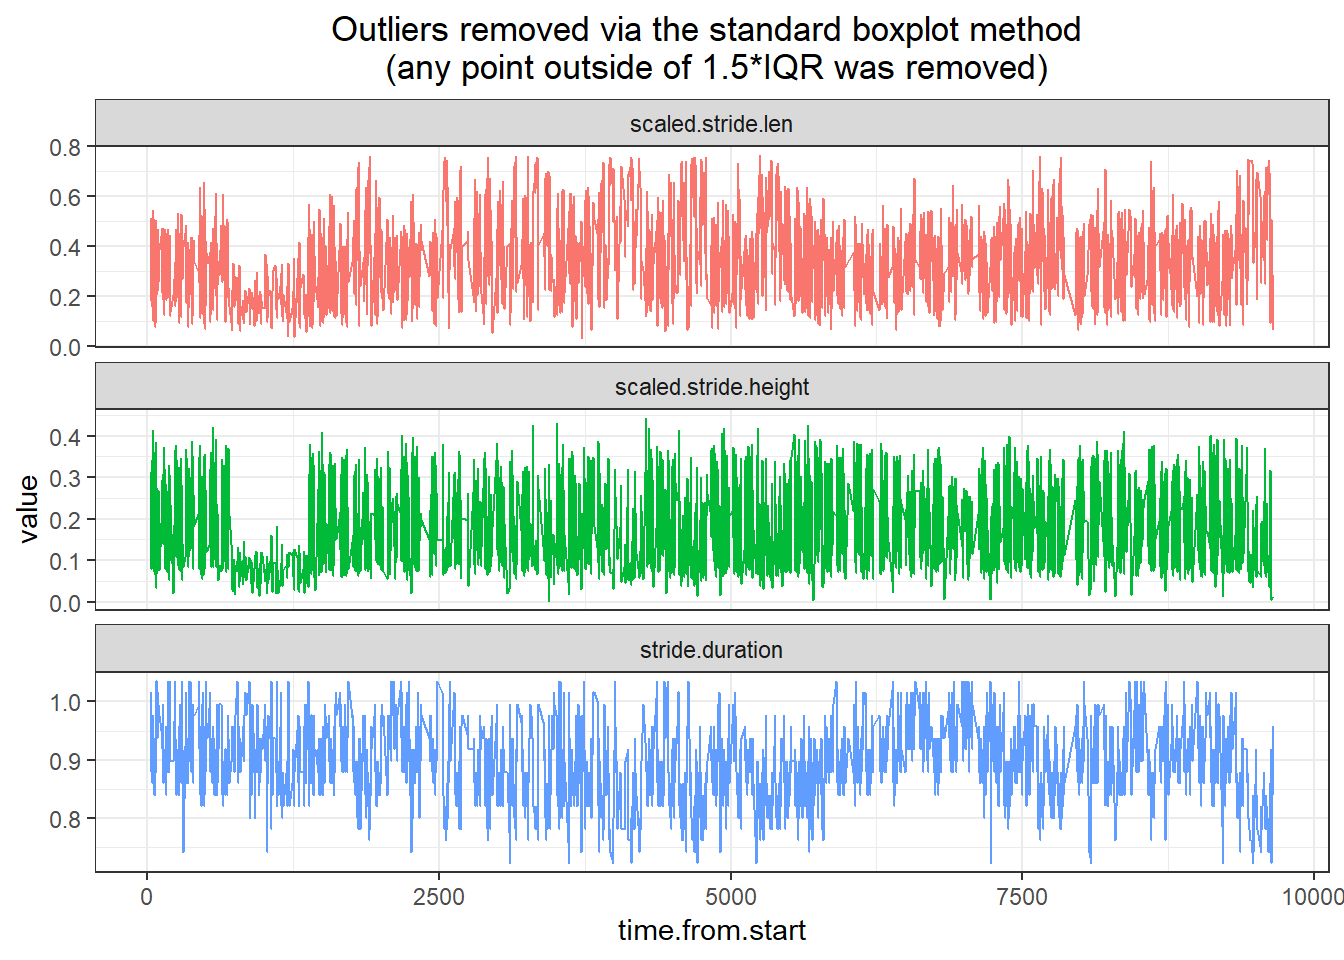 Outliers removed via the standard boxplot method
(any point outside of 1.5*IQR was removed)
scaled.stride.len
0.8
0.6
0.4
0.2
0.0
scaled.stride.height
0.4
0.3
0.2
0.1
0.0
value
stride.duration
1.0
0.9
0.8
0 2500 5000 7500 10000
time.from.start